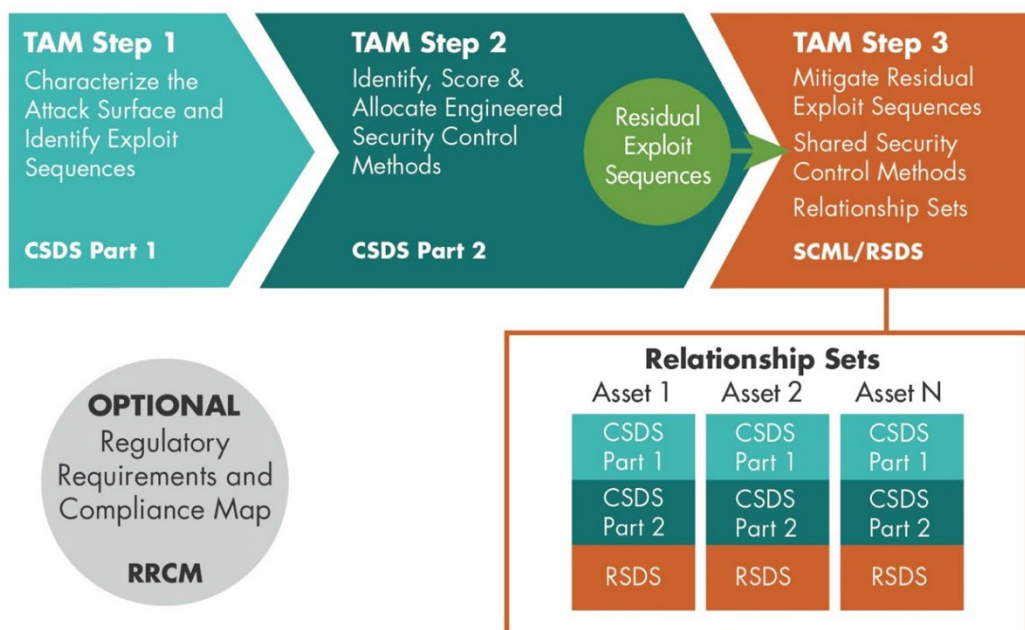 TAM Step 1
Characterize the
Attack Surface and
Identify Exploit
Sequences
CSDS Part 1
TAM Step 2
Identify, Score &
Allocate Engineered
Security Control
Methods
CSDS Part 2
Residual
Exploit
Sequences
TAM Step 3
Mitigate Residual
Exploit Sequences
Shared Security
Control Methods
Relationship Sets
SCML/RSDS
OPTIONAL
Regulatory
Requirements and
Compliance Map
RRCM
Relationship Sets
Asset 1
Asset 2
Asset N
CSDS
Part 1
CSDS
Part 1
CSDS
Part 1
CSDS
Part 2
CSDS
Part 2
CSDS
Part 2
RSDS
RSDS
RSDS